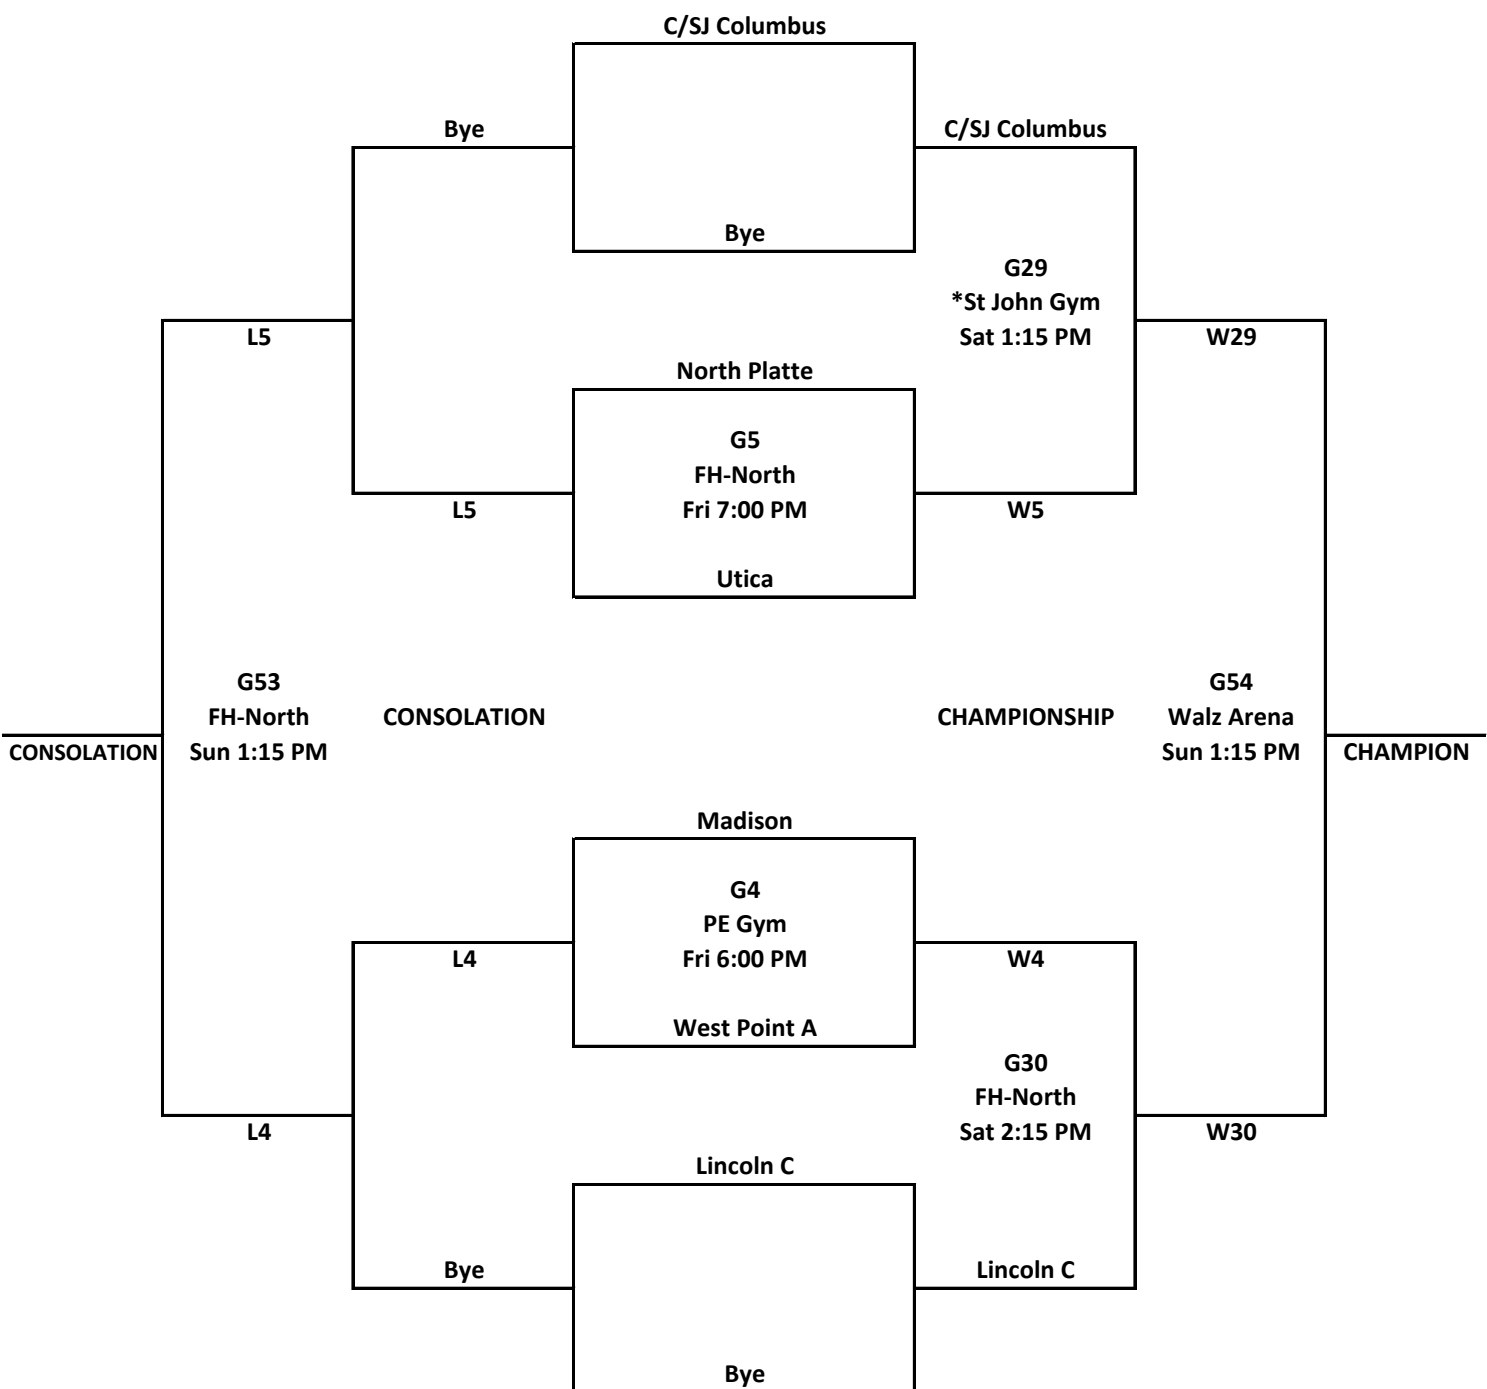 C/SJ Columbus
Bye
C/SJ Columbus
Bye
G29
*St John Gym
Sat 1:15 PM
L5
W29
North Platte
G5
FH-North
Fri 7:00 PM
L5
W5
Utica
G53
FH-North
Sun 1:15 PM
CONSOLATION
CONSOLATION
CHAMPIONSHIP
G54
Walz Arena
Sun 1:15 PM
CHAMPION
Madison
G4
PE Gym
Fri 6:00 PM
L4
W4
West Point A
G30
FH-North
Sat 2:15 PM
L4
W30
Lincoln C
Bye
Lincoln C
Bye